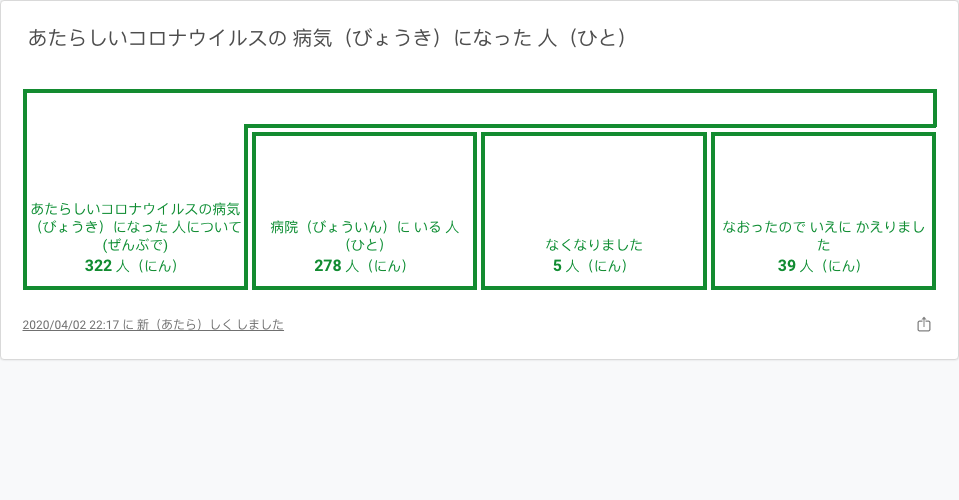 あたらしいコロナウイルスの 病気（びょうき）になった 人（ひと）
あたらしいコロナウイルスの病気
（びょうき）になった 人について
(ぜんぶで)
322 人（にん）
病院（びょういん）に いる 人
（ひと）
278 人（にん）
なくなりました
5 人（にん）
なおったので いえに かえりまし
た
39 人（にん）
2020/04/02 22:17 に 新（あたら）しく しました